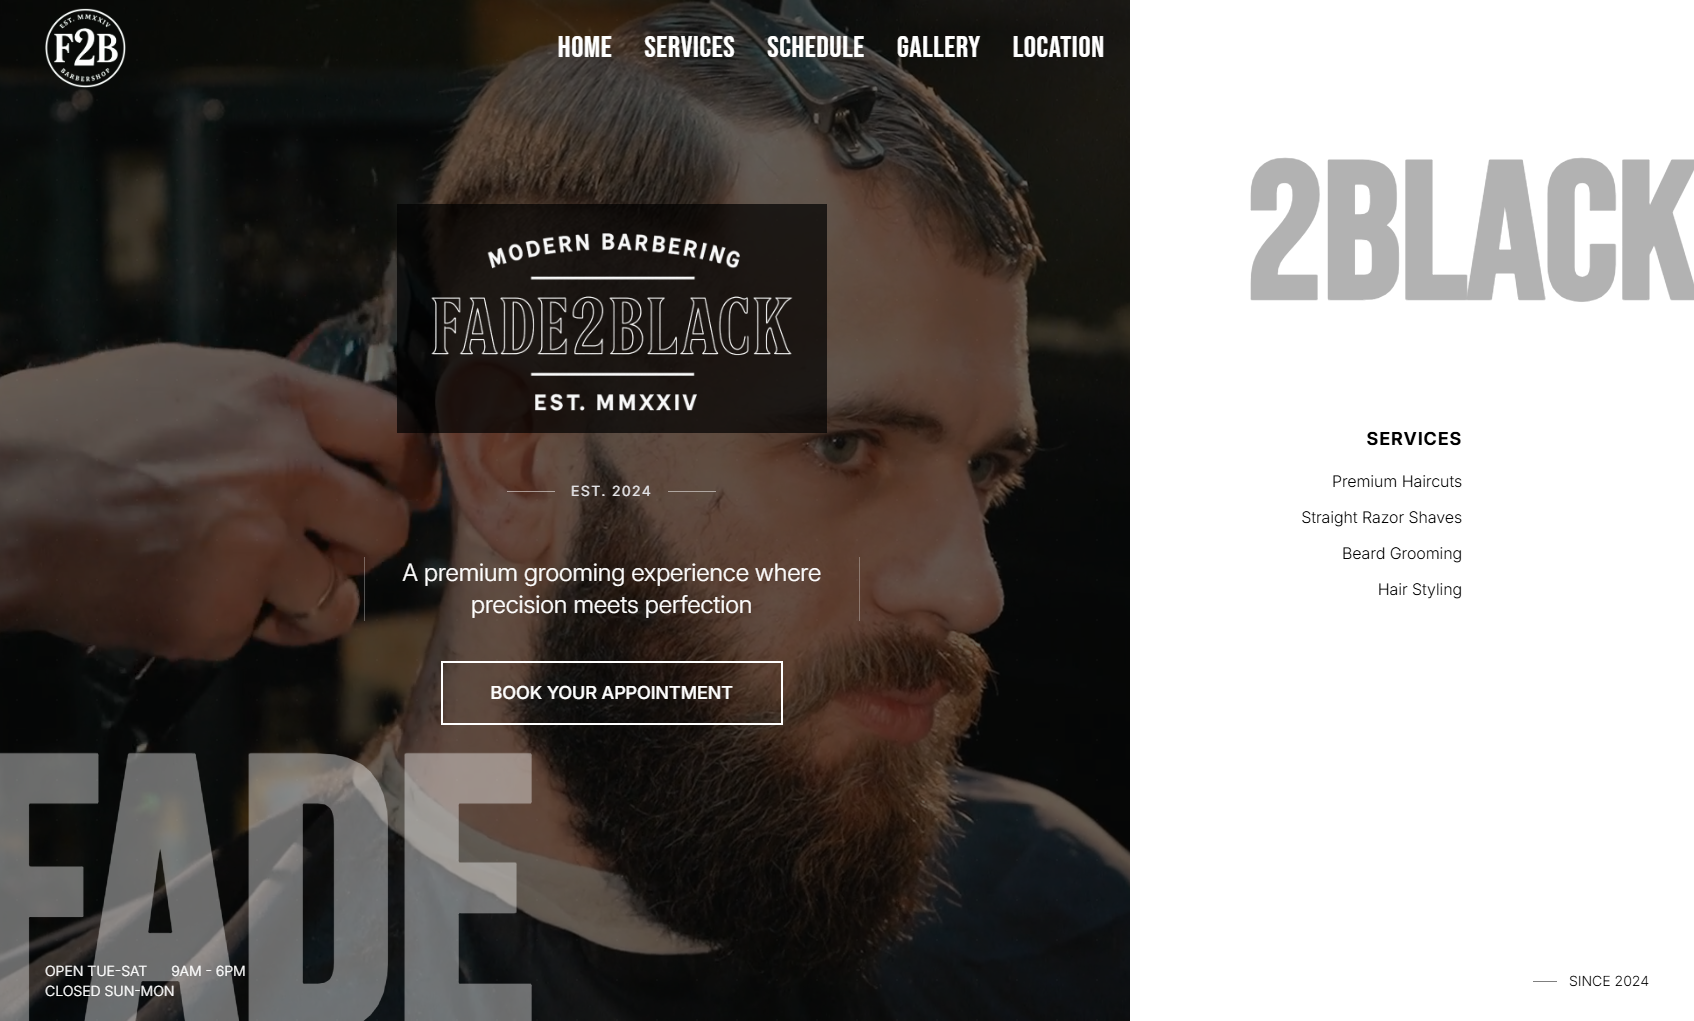 EST. MMXXIV
F2B
BARBERSHOP
HOME SERVICES SCHEDULE GALLERY LOCATION
MODERN BARBERING
FADE2BLACK
EST. MMXXIV
EST. 2024
A premium grooming experience where
precision meets perfection
BOOK YOUR APPOINTMENT
FADE
OPEN TUE-SAT 9AM - 6PM
CLOSED SUN-MON
2BLACK
SERVICES
Premium Haircuts
Straight Razor Shaves
Beard Grooming
Hair Styling
SINCE 2024